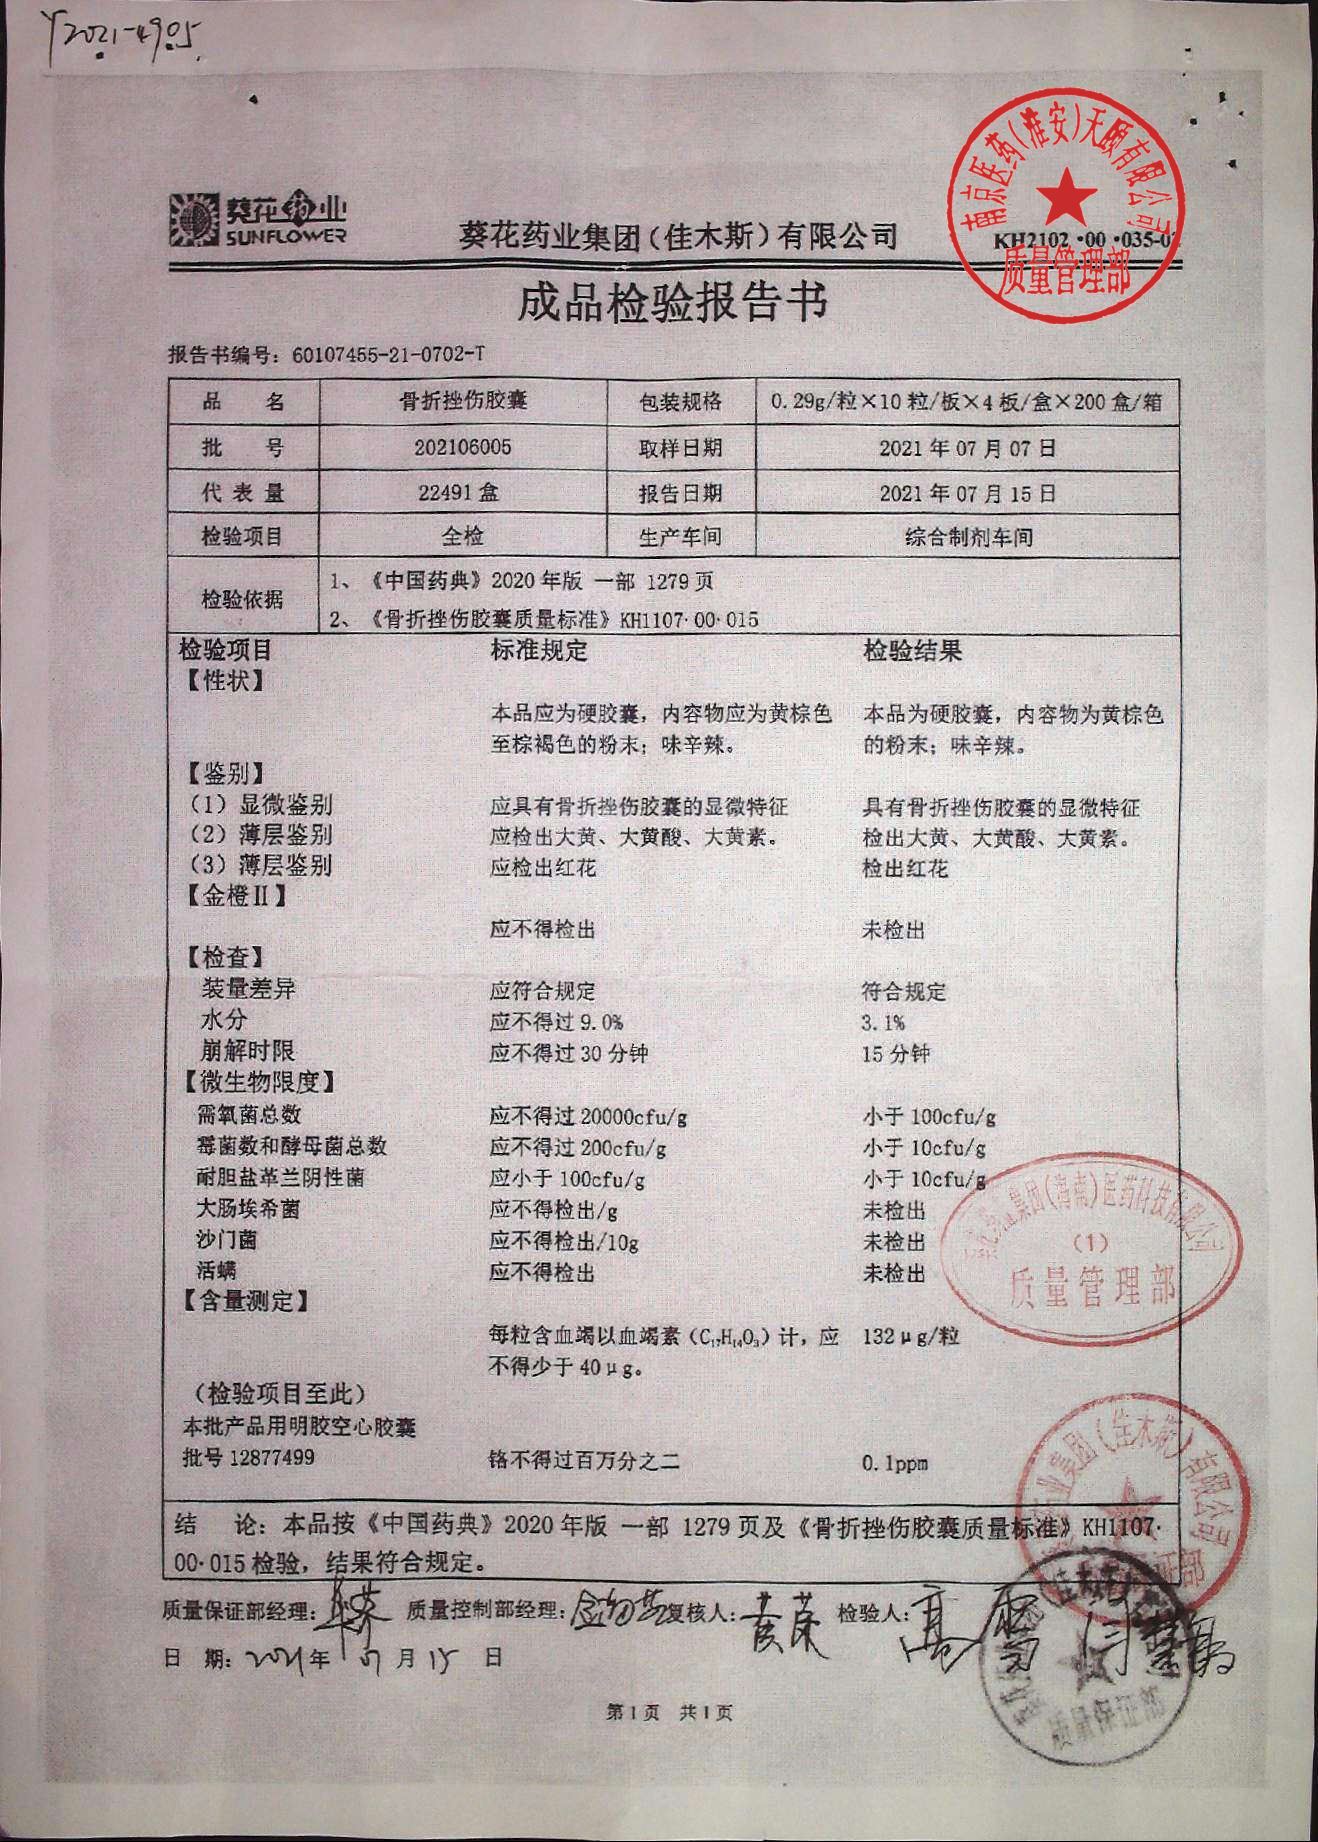 Y2021-4905
葵花药业
SUNFLOWER
葵花药业集团(佳木斯)有限公司
KH2102·00·035-0
南京医药(淮安)天颐有限公司
质量管理部
成品检验报告书
报告书编号：60107455-21-0702-T
品 名 骨折挫伤胶囊 包装规格 0.29g/粒×10粒/板×4板/盒×200盒/箱
批 号 202106005 取样日期 2021年07月07日
代表量 22491盒 报告日期 2021年07月15日
检验项目 全检 生产车间 综合制剂车间
检验依据 1、《中国药典》2020年版 一部 1279页
2、《骨折挫伤胶囊质量标准》KH1107·00·015
检验项目 标准规定 检验结果
【性状】
本品应为硬胶囊，内容物应为黄棕色 本品为硬胶囊，内容物为黄棕色
至棕褐色的粉末；味辛辣。 的粉末；味辛辣。
【鉴别】
(1)显微鉴别 应具有骨折挫伤胶囊的显微特征 具有骨折挫伤胶囊的显微特征
(2)薄层鉴别 应检出大黄、大黄酸、大黄素。 检出大黄、大黄酸、大黄素。
(3)薄层鉴别 应检出红花 检出红花
【金橙Ⅱ】
应不得检出 未检出
【检查】
装量差异 应符合规定 符合规定
水分 应不得过9.0% 3.1%
崩解时限 应不得过30分钟 15分钟
【微生物限度】
需氧菌总数 应不得过20000cfu/g 小于100cfu/g
霉菌数和酵母菌总数 应不得过200cfu/g 小于10cfu/g
耐胆盐革兰阴性菌 应小于100cfu/g 小于10cfu/g
大肠埃希菌 应不得检出/g 未检出
沙门菌 应不得检出/10g 未检出
活螨 应不得检出 未检出
集团(海南)医药科技有限公司
(1)
质量管理部
【含量测定】
每粒含血竭以血竭素（C₁₇H₁₄O₃）计，应 132μg/粒
不得少于40μg。
(检验项目至此)
本批产品用明胶空心胶囊
批号12877499 铬不得过百万分之二 0.1ppm
业集团(佳木斯)有限公司
结 论：本品按《中国药典》2020年版 一部 1279页及《骨折挫伤胶囊质量标准》KH1107·
00·015检验，结果符合规定。
质量保证部经理： 质量控制部经理： 复核人：黄荣 检验人：高雪
日 期：2021年07月15日
质量保证部
第1页 共1页